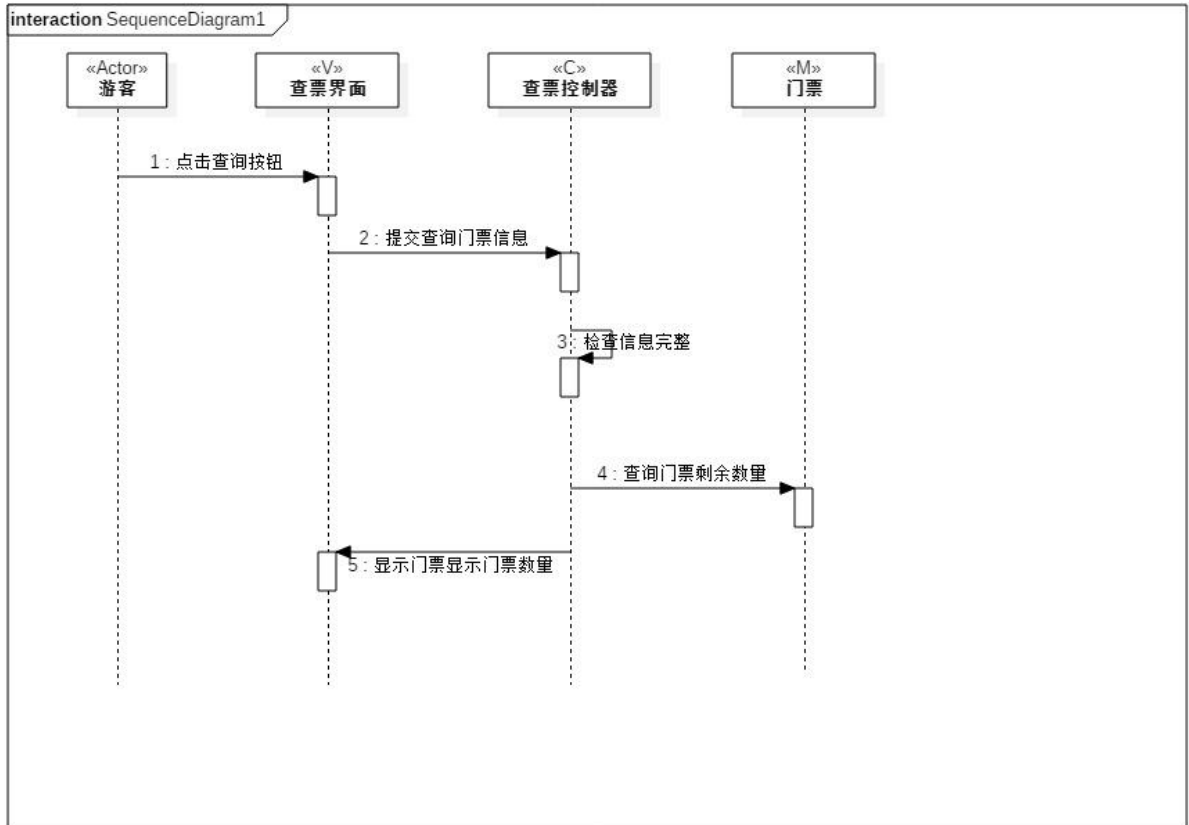 interaction SequenceDiagram1
«Actor»
游客
«V»
查票界面
«C»
查票控制器
«M»
门票
1 : 点击查询按钮
2 : 提交查询门票信息
3 : 检查信息完整
4 : 查询门票剩余数量
5 : 显示门票显示门票数量